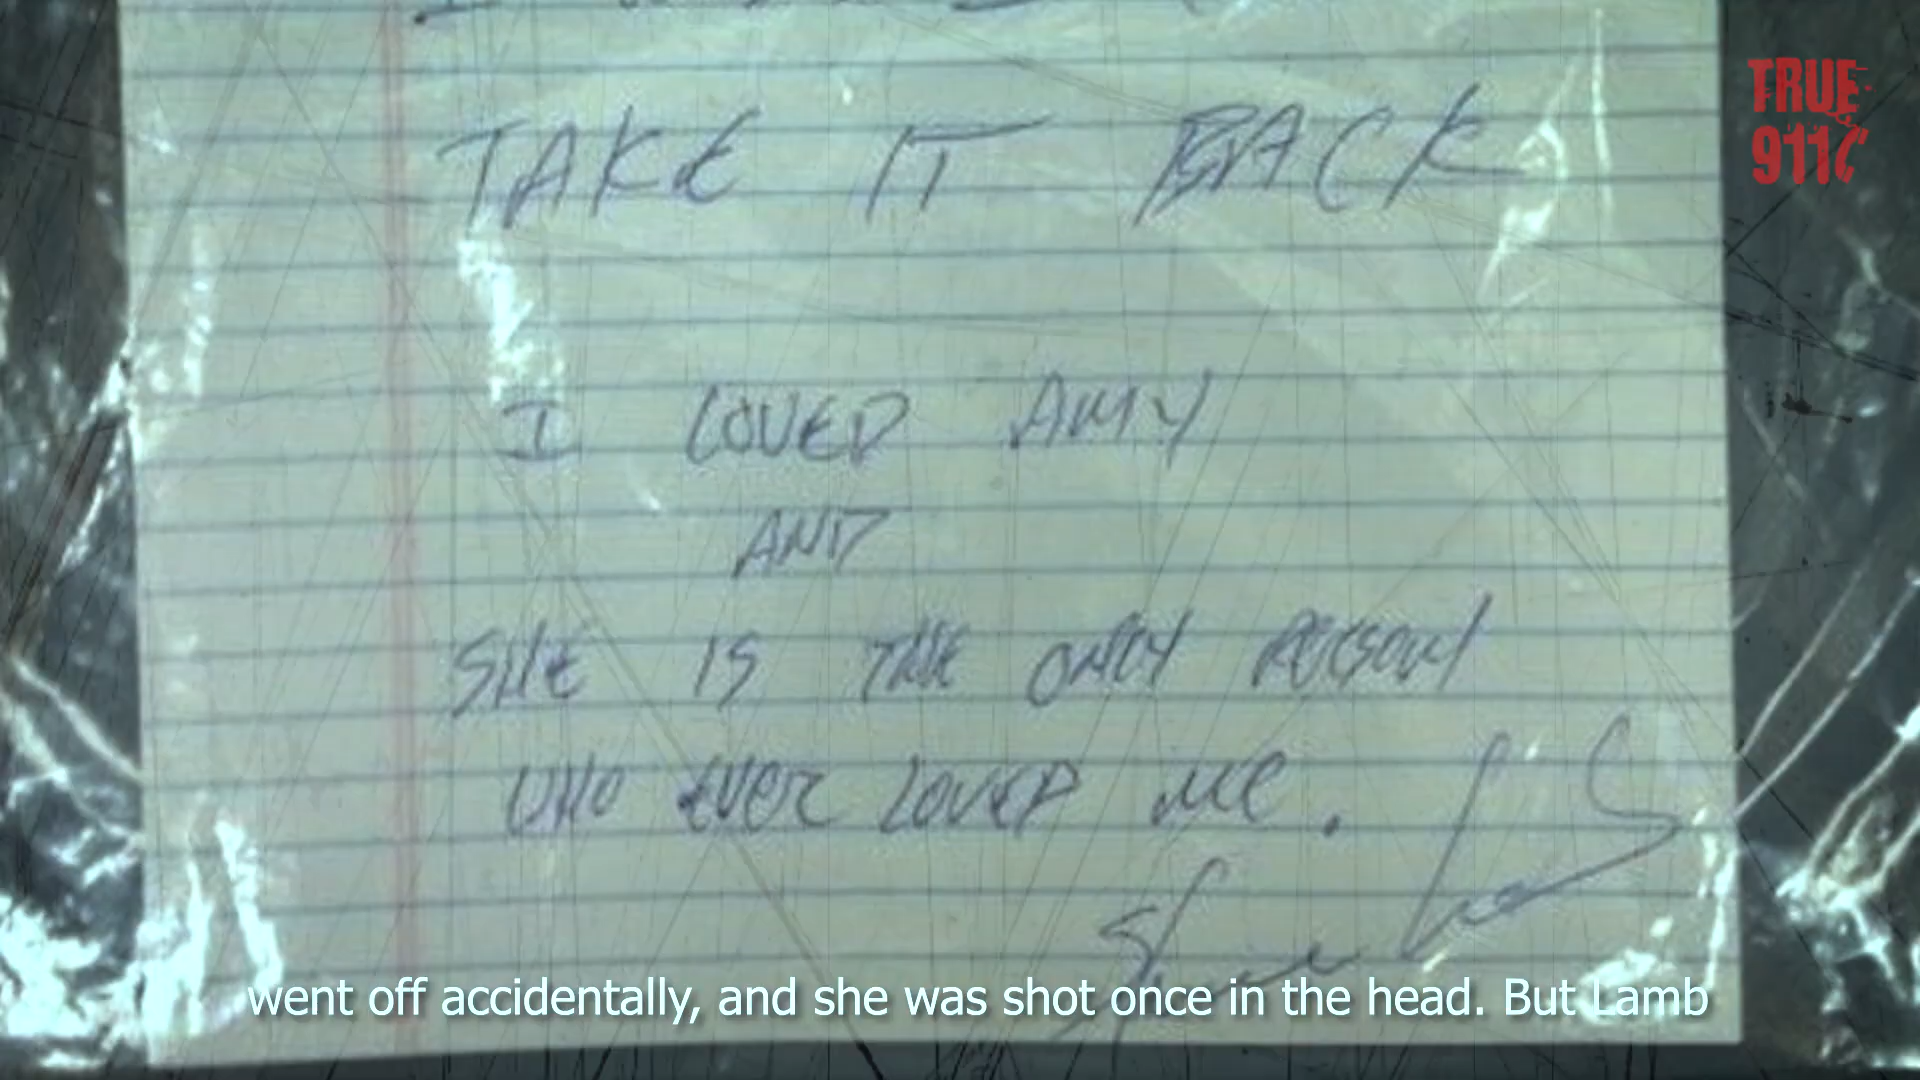 TAKE IT BACK
TRUE
911
I LOVED AMY
AND
SHE IS THE ONLY PERSON
WHO EVER LOVED ME.
went off accidentally, and she was shot once in the head. But Lamb